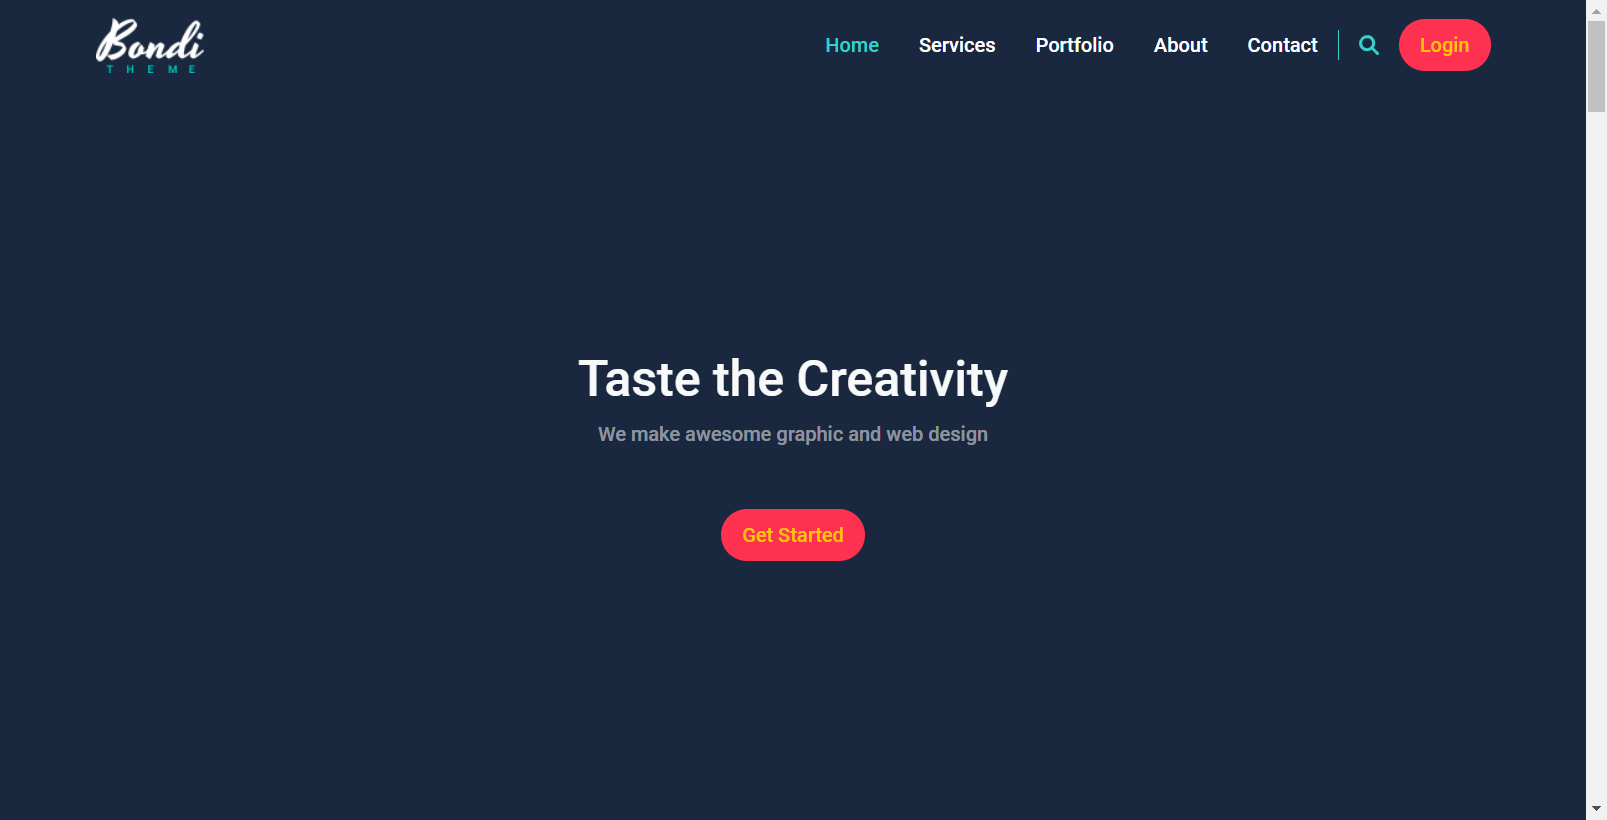 Bondi
THEME
Home Services Portfolio About Contact Login
Taste the Creativity
We make awesome graphic and web design
Get Started